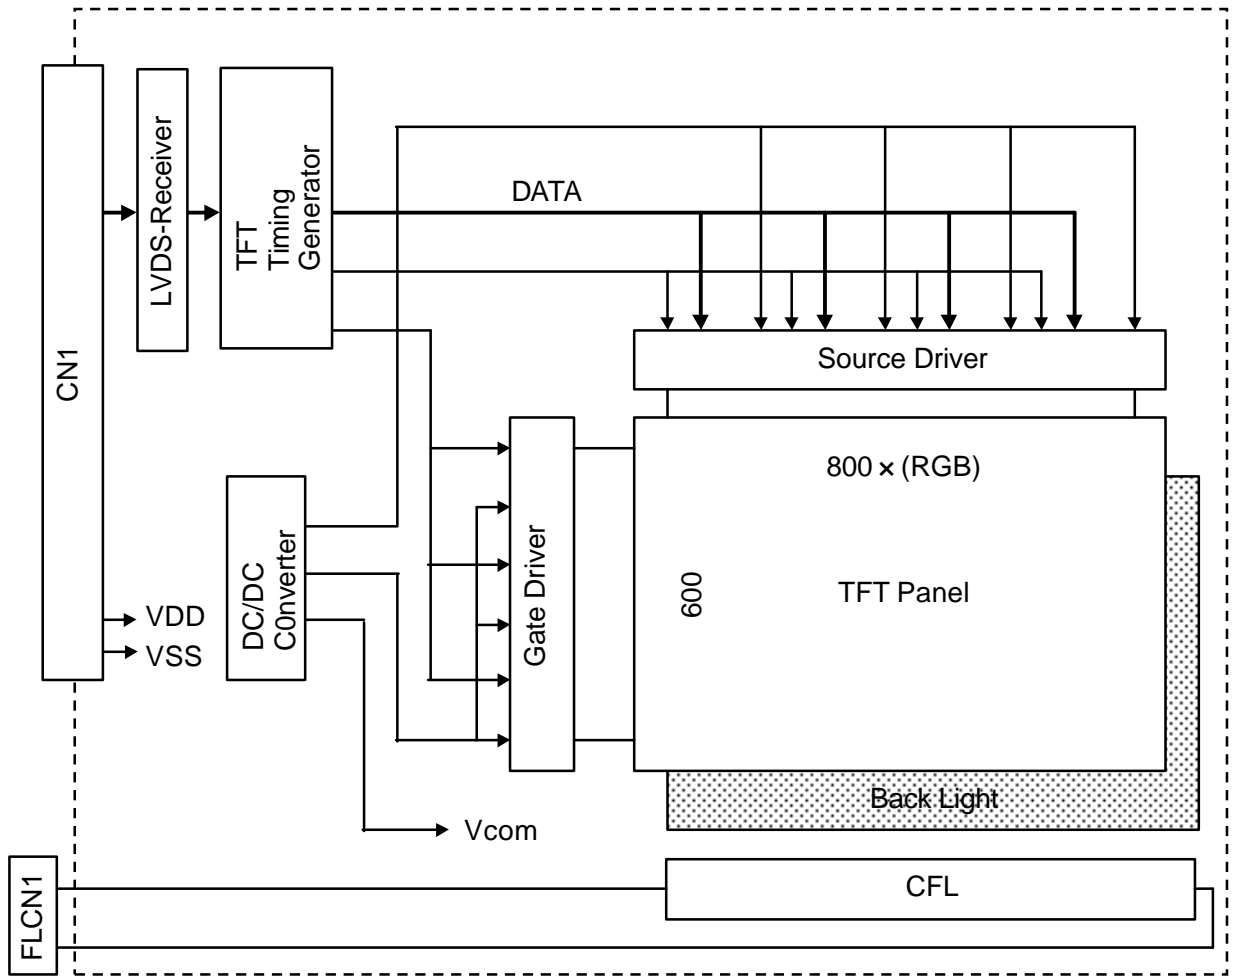 CN1
LVDS-Receiver
TFT
Timing
Generator
DATA
Source Driver
800 × (RGB)
600
TFT Panel
Gate Driver
DC/DC
C0nverter
VDD
VSS
Back Light
Vcom
CFL
FLCN1